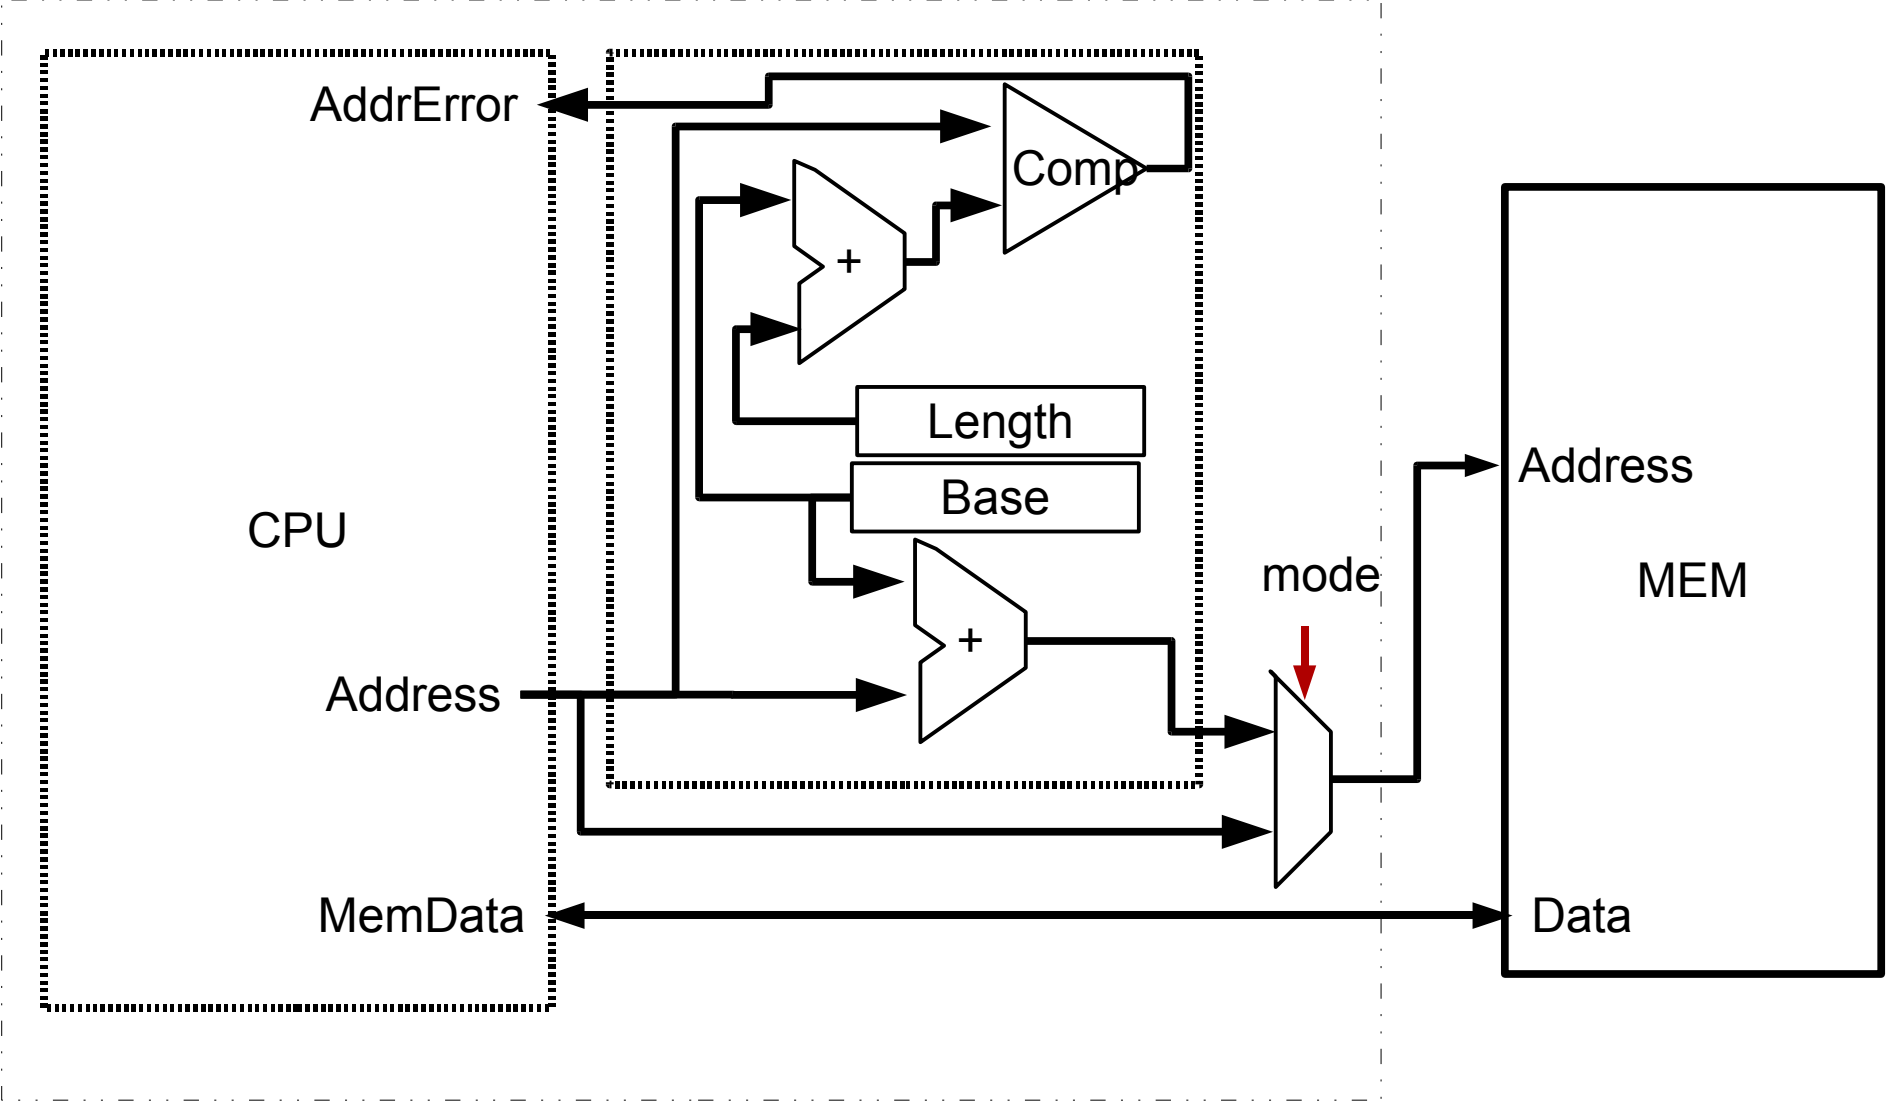 AddrError
Comp
+
Length
Base
CPU
Address
mode
MEM
+
Address
MemData
Data